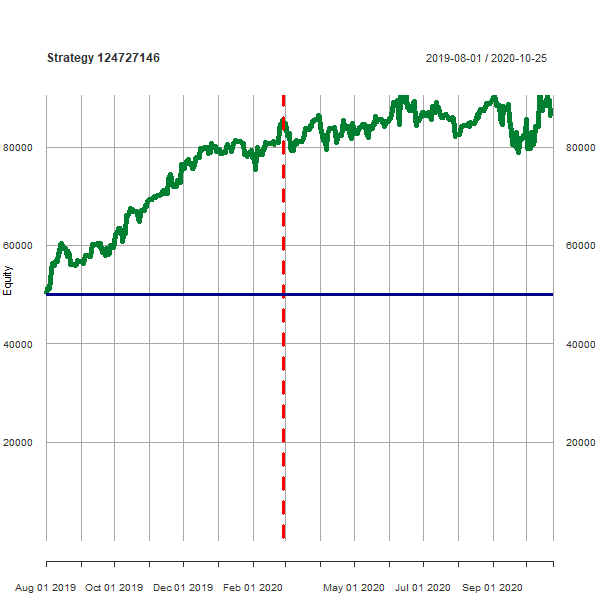 Strategy 124727146
2019-08-01 / 2020-10-25
80000
80000
60000
60000
Equity
40000
40000
20000
20000
Aug 01 2019
Oct 01 2019
Dec 01 2019
Feb 01 2020
May 01 2020
Jul 01 2020
Sep 01 2020